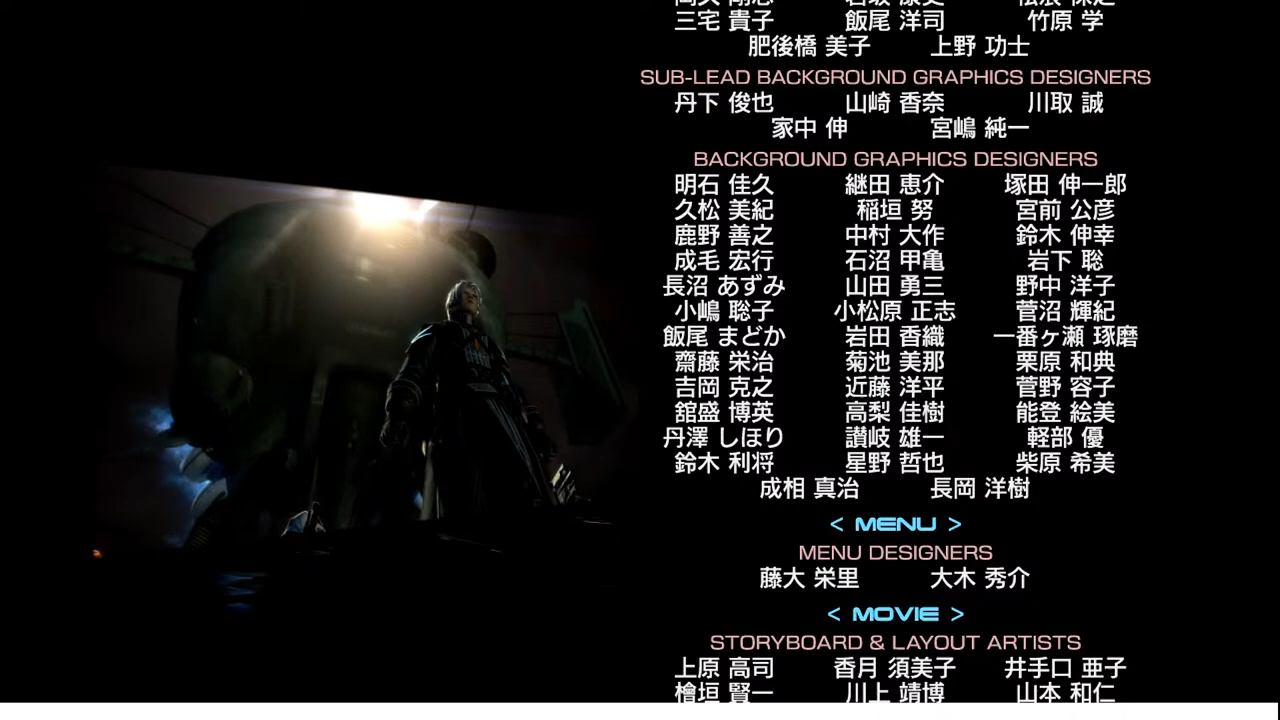 三宅 貴子 飯尾 洋司 竹原 学
肥後橋 美子 上野 功士
SUB-LEAD BACKGROUND GRAPHICS DESIGNERS
丹下 俊也 山崎 香奈 川取 誠
家中 伸 宮嶋 純一
BACKGROUND GRAPHICS DESIGNERS
明石 佳久 継田 恵介 塚田 伸一郎
久松 美紀 稲垣 努 宮前 公彦
鹿野 善之 中村 大作 鈴木 伸幸
成毛 宏行 石沼 甲亀 岩下 聡
長沼 あずみ 山田 勇三 野中 洋子
小嶋 聡子 小松原 正志 菅沼 輝紀
飯尾 まどか 岩田 香織 一番ヶ瀬 琢磨
齋藤 栄治 菊池 美那 栗原 和典
吉岡 克之 近藤 洋平 菅野 容子
舘盛 博英 高梨 佳樹 能登 絵美
丹澤 しほり 讃岐 雄一 軽部 優
鈴木 利将 星野 哲也 柴原 希美
成相 真治 長岡 洋樹
< MENU >
MENU DESIGNERS
藤大 栄里 大木 秀介
< MOVIE >
STORYBOARD & LAYOUT ARTISTS
上原 高司 香月 須美子 井手口 亜子
檜垣 賢一 川上 靖博 山本 和仁